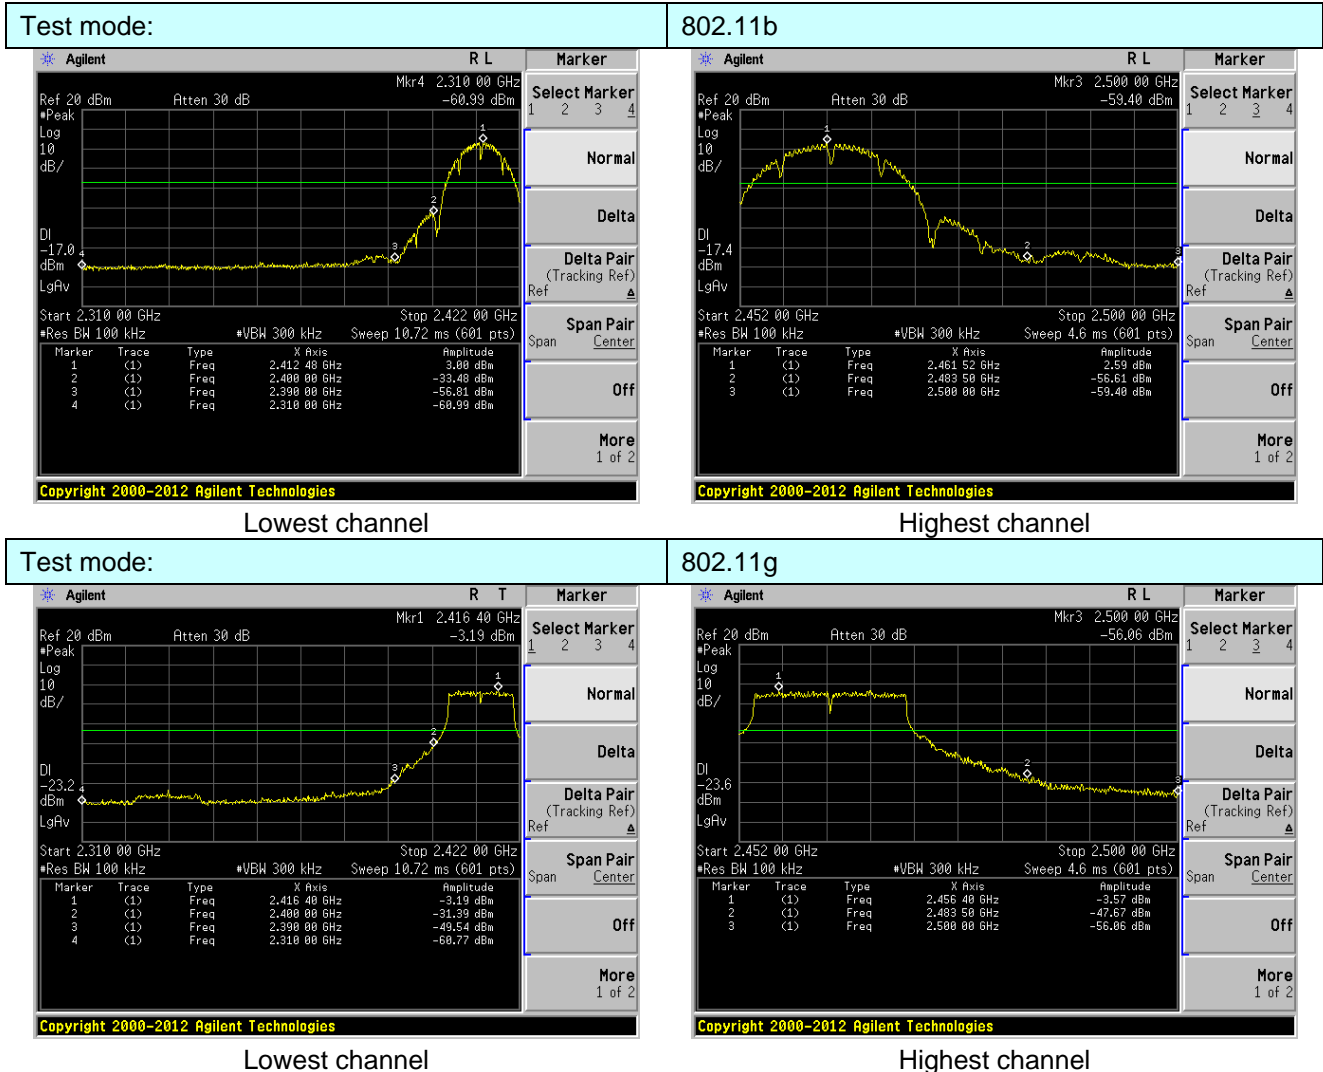 Test mode: 802.11b
Agilent R L Marker
Mkr4 2.310 00 GHz
Ref 20 dBm Atten 30 dB -60.99 dBm
#Peak
Log
10
dB/
1
2
3
4
DI
-17.0
dBm
LgAv
Start 2.310 00 GHz Stop 2.422 00 GHz
#Res BW 100 kHz #VBW 300 kHz Sweep 10.72 ms (601 pts)
Marker Trace Type X Axis Amplitude
1 (1) Freq 2.412 48 GHz 3.00 dBm
2 (1) Freq 2.400 00 GHz -33.48 dBm
3 (1) Freq 2.390 00 GHz -56.81 dBm
4 (1) Freq 2.310 00 GHz -60.99 dBm
Select Marker
1 2 3 4
Normal
Delta
Delta Pair
(Tracking Ref)
Ref Δ
Span Pair
Span Center
Off
More
1 of 2
Copyright 2000-2012 Agilent Technologies
Lowest channel
Agilent R L Marker
Mkr3 2.500 00 GHz
Ref 20 dBm Atten 30 dB -59.40 dBm
#Peak
Log
10
dB/
1
2
3
DI
-17.4
dBm
LgAv
Start 2.452 00 GHz Stop 2.500 00 GHz
#Res BW 100 kHz #VBW 300 kHz Sweep 4.6 ms (601 pts)
Marker Trace Type X Axis Amplitude
1 (1) Freq 2.461 52 GHz 2.59 dBm
2 (1) Freq 2.483 50 GHz -56.61 dBm
3 (1) Freq 2.500 00 GHz -59.40 dBm
Select Marker
1 2 3 4
Normal
Delta
Delta Pair
(Tracking Ref)
Ref Δ
Span Pair
Span Center
Off
More
1 of 2
Copyright 2000-2012 Agilent Technologies
Highest channel
Test mode: 802.11g
Agilent R T Marker
Mkr1 2.416 40 GHz
Ref 20 dBm Atten 30 dB -3.19 dBm
#Peak
Log
10
dB/
1
2
3
4
DI
-23.2
dBm
LgAv
Start 2.310 00 GHz Stop 2.422 00 GHz
#Res BW 100 kHz #VBW 300 kHz Sweep 10.72 ms (601 pts)
Marker Trace Type X Axis Amplitude
1 (1) Freq 2.416 40 GHz -3.19 dBm
2 (1) Freq 2.400 00 GHz -31.39 dBm
3 (1) Freq 2.390 00 GHz -49.54 dBm
4 (1) Freq 2.310 00 GHz -60.77 dBm
Select Marker
1 2 3 4
Normal
Delta
Delta Pair
(Tracking Ref)
Ref Δ
Span Pair
Span Center
Off
More
1 of 2
Copyright 2000-2012 Agilent Technologies
Lowest channel
Agilent R L Marker
Mkr3 2.500 00 GHz
Ref 20 dBm Atten 30 dB -56.06 dBm
#Peak
Log
10
dB/
1
2
3
DI
-23.6
dBm
LgAv
Start 2.452 00 GHz Stop 2.500 00 GHz
#Res BW 100 kHz #VBW 300 kHz Sweep 4.6 ms (601 pts)
Marker Trace Type X Axis Amplitude
1 (1) Freq 2.456 40 GHz -3.57 dBm
2 (1) Freq 2.483 50 GHz -47.67 dBm
3 (1) Freq 2.500 00 GHz -56.06 dBm
Select Marker
1 2 3 4
Normal
Delta
Delta Pair
(Tracking Ref)
Ref Δ
Span Pair
Span Center
Off
More
1 of 2
Copyright 2000-2012 Agilent Technologies
Highest channel